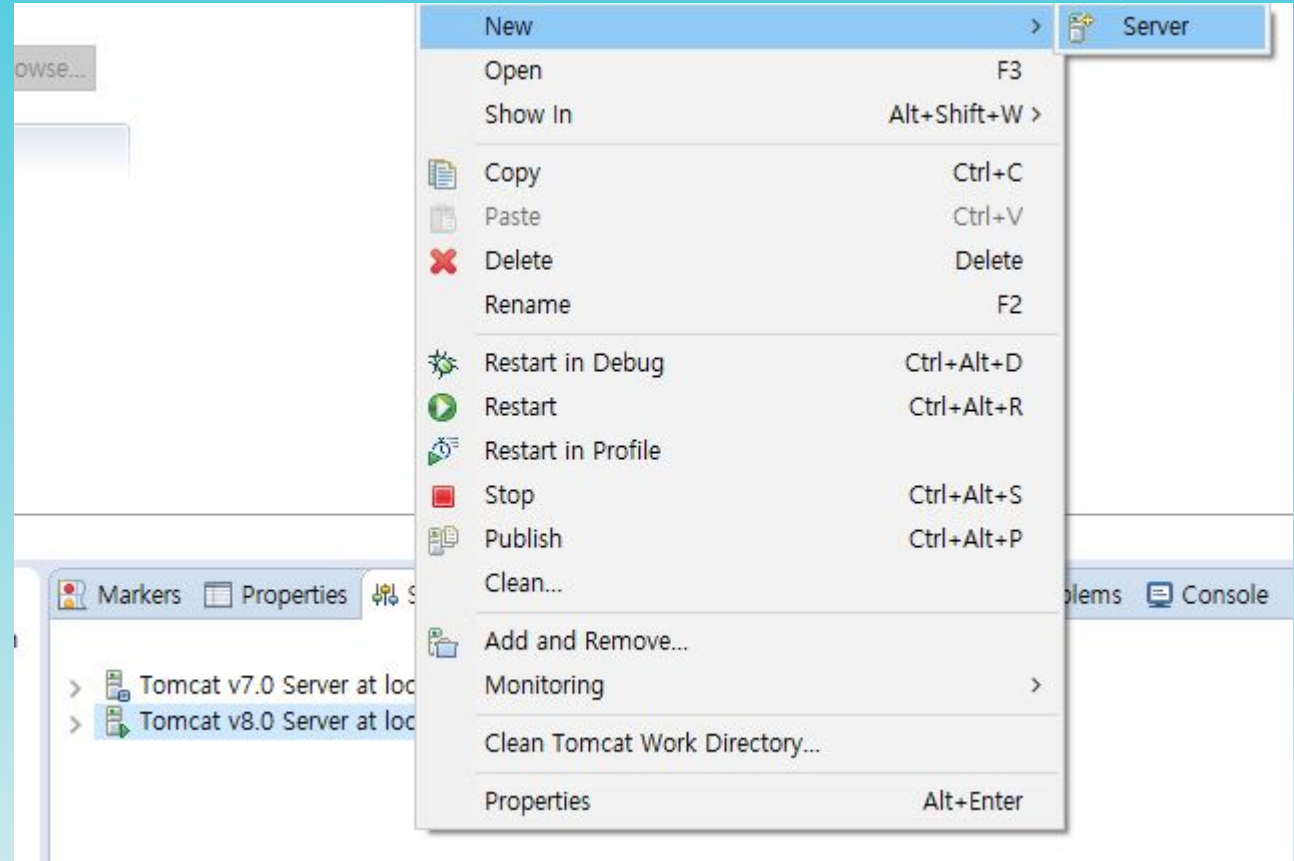 New > Server
owse...
Open F3
Show In Alt+Shift+W >
Copy Ctrl+C
Paste Ctrl+V
Delete Delete
Rename F2
Restart in Debug Ctrl+Alt+D
Restart Ctrl+Alt+R
Restart in Profile
Stop Ctrl+Alt+S
Publish Ctrl+Alt+P
Clean...
Markers Properties S blems Console
Add and Remove...
> Tomcat v7.0 Server at loc
Monitoring >
> Tomcat v8.0 Server at loc
Clean Tomcat Work Directory...
Properties Alt+Enter